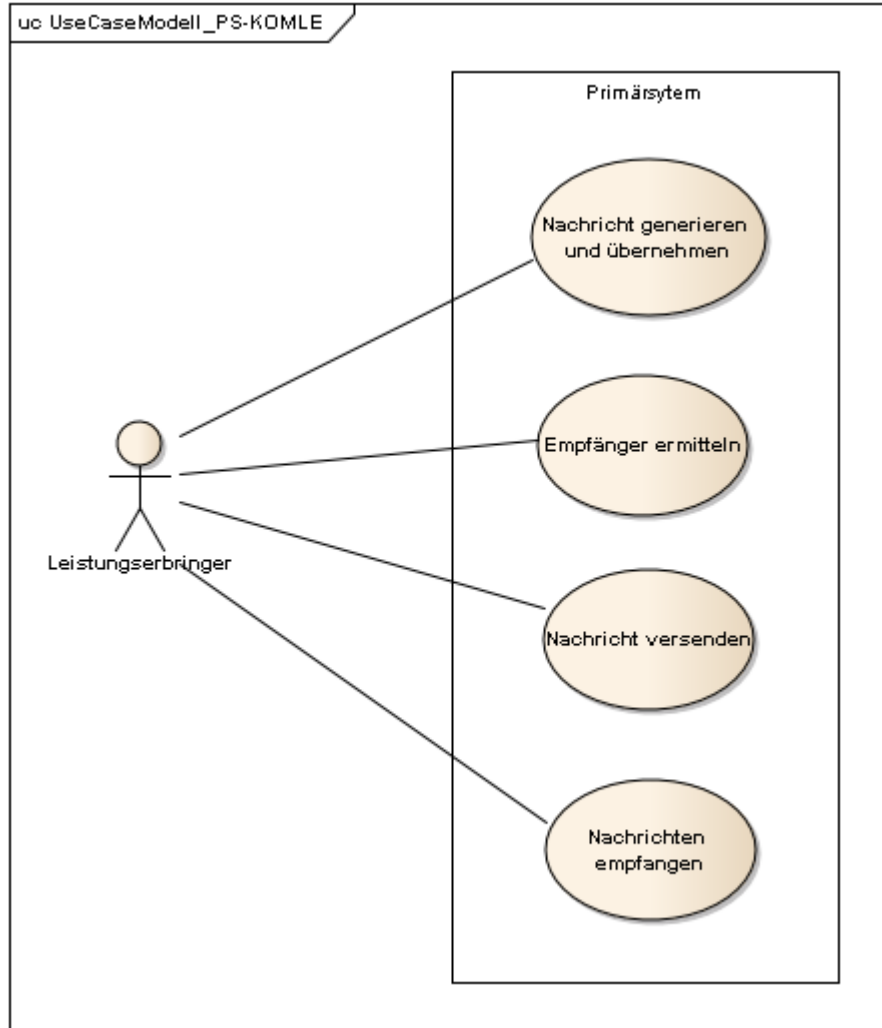 uc UseCaseModell_PS-KOMLE
Primärsytem
Nachricht generieren
und übernehmen
Empfänger ermitteln
Leistungserbringer
Nachricht versenden
Nachrichten
empfangen